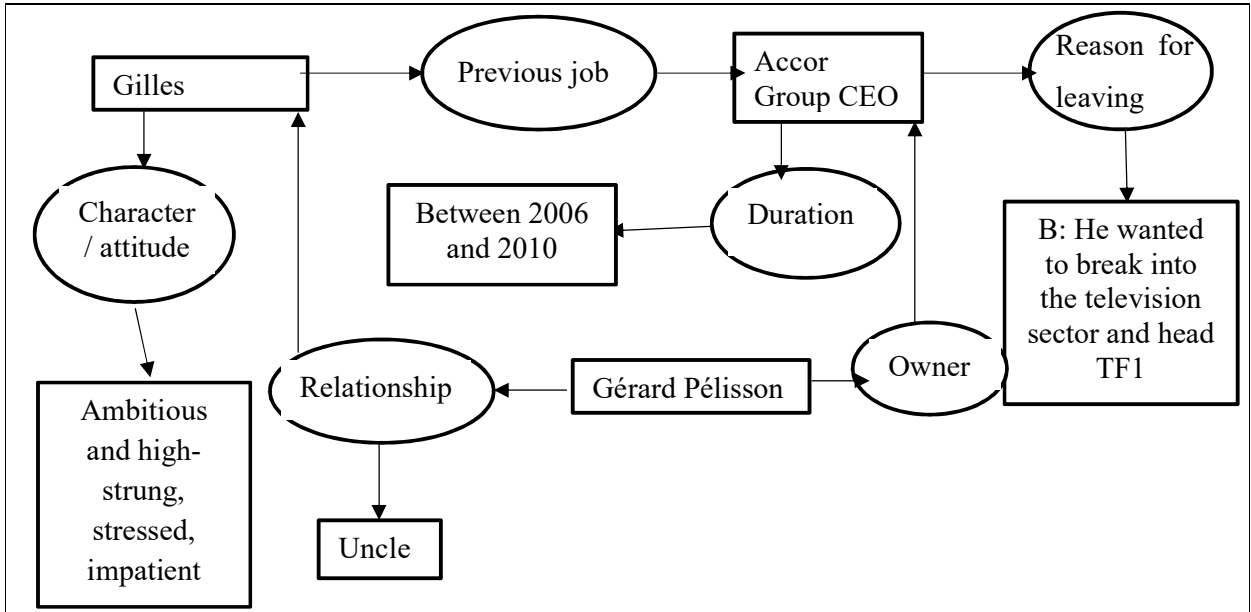 Gilles
Previous job
Accor
Group CEO
Reason for
leaving
Character
/ attitude
Between 2006
and 2010
Duration
B: He wanted
to break into
the television
sector and head
TF1
Relationship
Gérard Pélisson
Owner
Ambitious
and high-
strung,
stressed,
impatient
Uncle